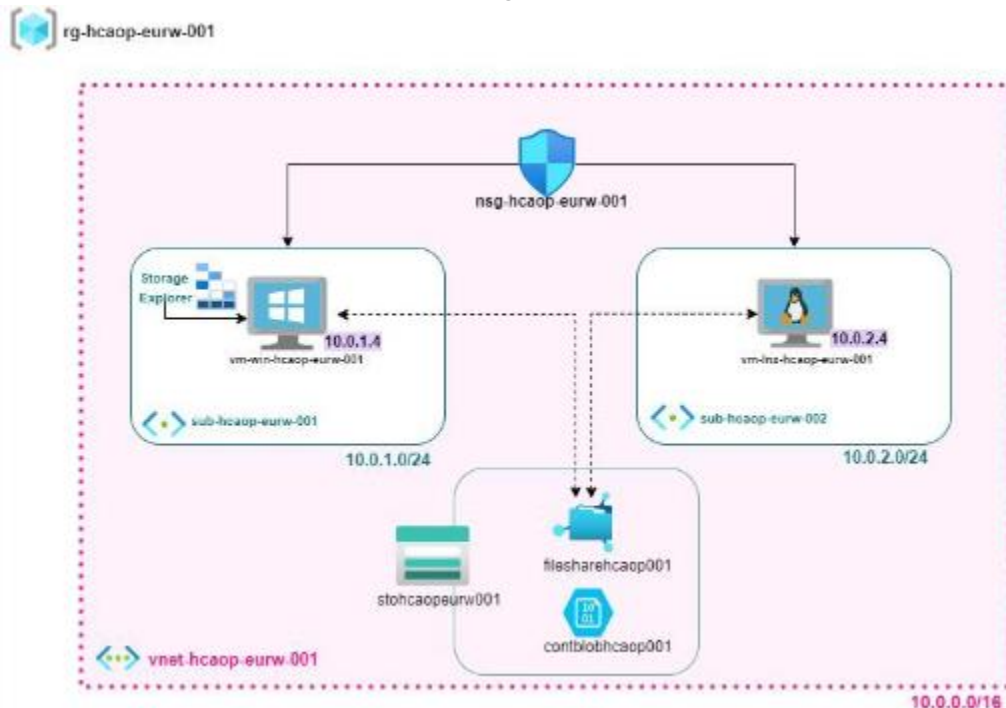 rg-hcaop-eurw-001
nsg-hcaop-eurw-001
Storage
Explorer
10.0.1.4
vm-win-hcaop-eurw-001
sub-hcaop-eurw-001
10.0.1.0/24
10.0.2.4
vm-lnx-hcaop-eurw-001
sub-hcaop-eurw-002
10.0.2.0/24
stohcaopeurw001
filesharehcaop001
10
01
contblobhcaop001
vnet-hcaop-eurw-001
10.0.0.0/16